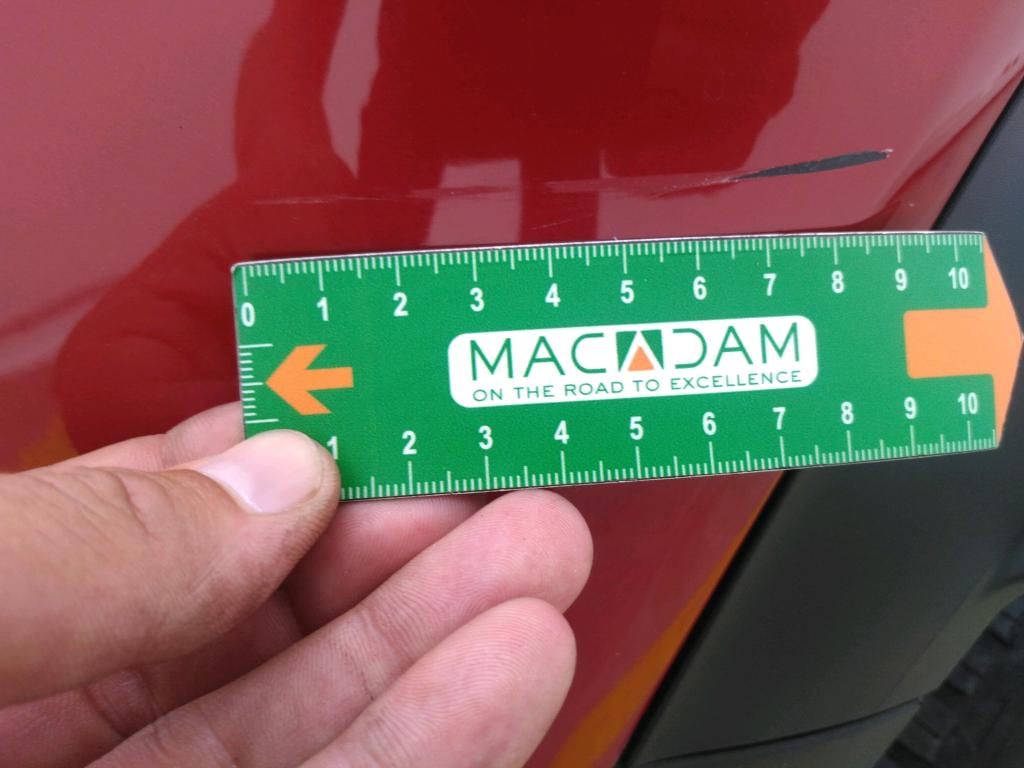 0 1 2 3 4 5 6 7 8 9 10
MACADAM
ON THE ROAD TO EXCELLENCE
1 2 3 4 5 6 7 8 9 10